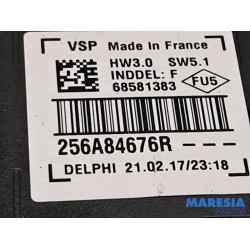 VSP Made in France
HW3.0 SW5.1
INDDEL: F
68581383
FU5
256A84676R
DELPHI 21.02.17/23:18
MARESIA